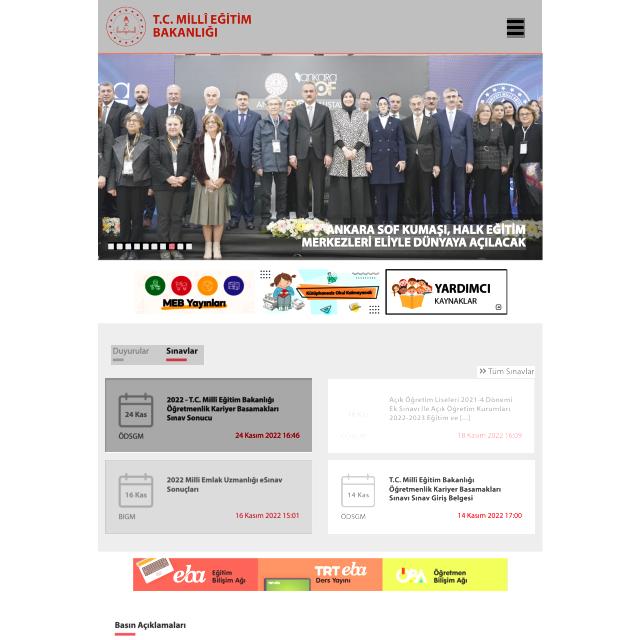 T.C. MİLLÎ EĞİTİM
BAKANLIĞI
ANKARA SOF KUMAŞI, HALK EĞİTİM
MERKEZLERİ ELİYLE DÜNYAYA AÇILACAK
MEB Yayınları
Kütüphanesiz Okul Kalmayacak
YARDIMCI
KAYNAKLAR
Duyurular Sınavlar
Tüm Sınavlar
24 Kas
ÖDSGM
2022 - T.C. Millî Eğitim Bakanlığı
Öğretmenlik Kariyer Basamakları
Sınav Sonucu
24 Kasım 2022 16:46
Açık Öğretim Liseleri 2021-4 Dönemi
Ek Sınavı İle Açık Öğretim Kurumları
2022-2023 Eğitim ve [...]
18 Kasım 2022 16:09
16 Kas
BİGM
2022 Milli Emlak Uzmanlığı eSınav
Sonuçları
16 Kasım 2022 15:01
14 Kas
ÖDSGM
T.C. Millî Eğitim Bakanlığı
Öğretmenlik Kariyer Basamakları
Sınavı Sınav Giriş Belgesi
14 Kasım 2022 17:00
eba Eğitim
Bilişim Ağı
TRT eba
Ders Yayını
ÖBA Öğretmen
Bilişim Ağı
Basın Açıklamaları